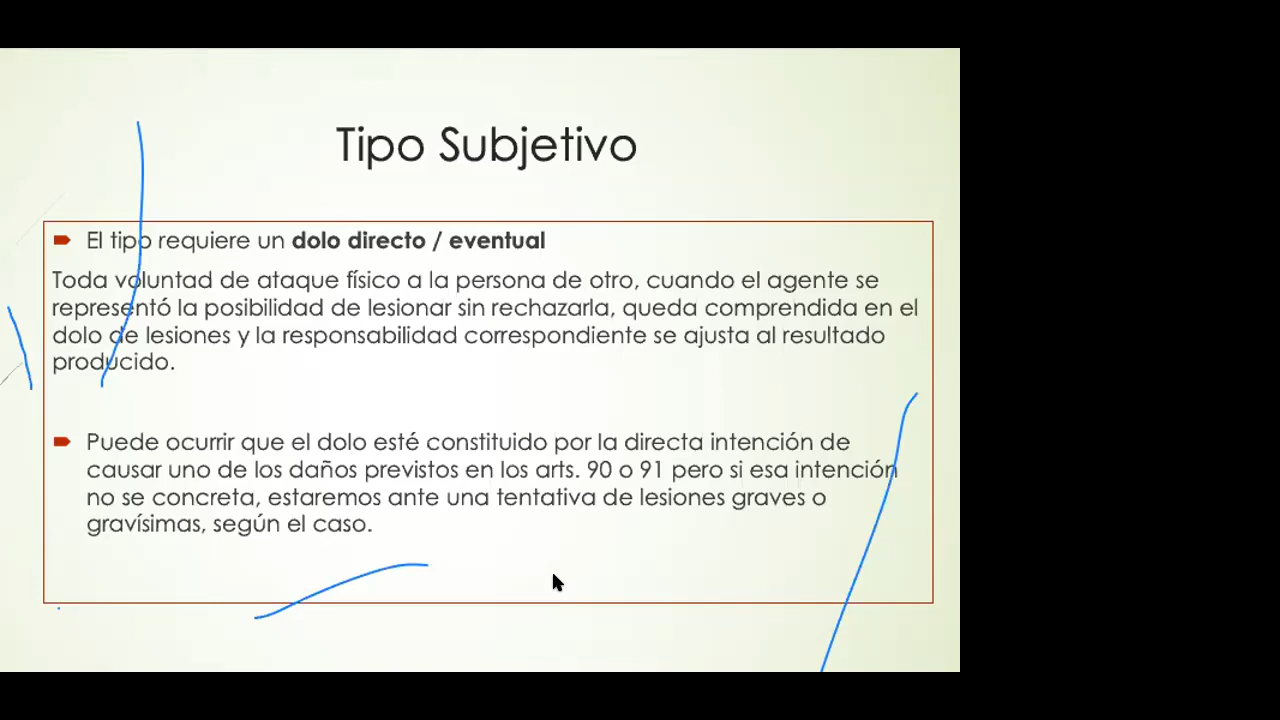 Tipo Subjetivo
El tipo requiere un dolo directo / eventual
Toda voluntad de ataque físico a la persona de otro, cuando el agente se
representó la posibilidad de lesionar sin rechazarla, queda comprendida en el
dolo de lesiones y la responsabilidad correspondiente se ajusta al resultado
producido.
Puede ocurrir que el dolo esté constituido por la directa intención de
causar uno de los daños previstos en los arts. 90 o 91 pero si esa intención
no se concreta, estaremos ante una tentativa de lesiones graves o
gravísimas, según el caso.